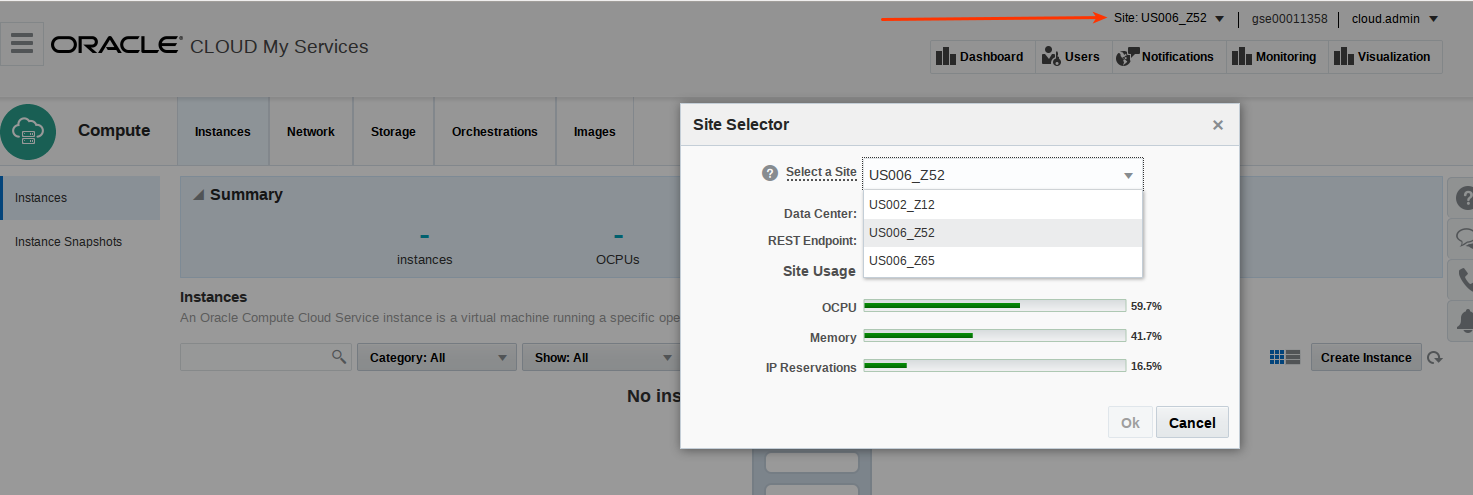 Site: US006_Z52
gse00011358
cloud.admin
ORACLE CLOUD My Services
Dashboard
Users
Notifications
Monitoring
Visualization
Compute
Instances
Network
Storage
Orchestrations
Images
Instances
Instance Snapshots
Summary
-
instances
-
OCPUs
Instances
An Oracle Compute Cloud Service instance is a virtual machine running a specific ope
Category: All
Show: All
Create Instance
No ins
Site Selector
×
? Select a Site
US006_Z52
US002_Z12
US006_Z52
US006_Z65
Data Center:
REST Endpoint:
Site Usage
OCPU
59.7%
Memory
41.7%
IP Reservations
16.5%
Ok
Cancel
?